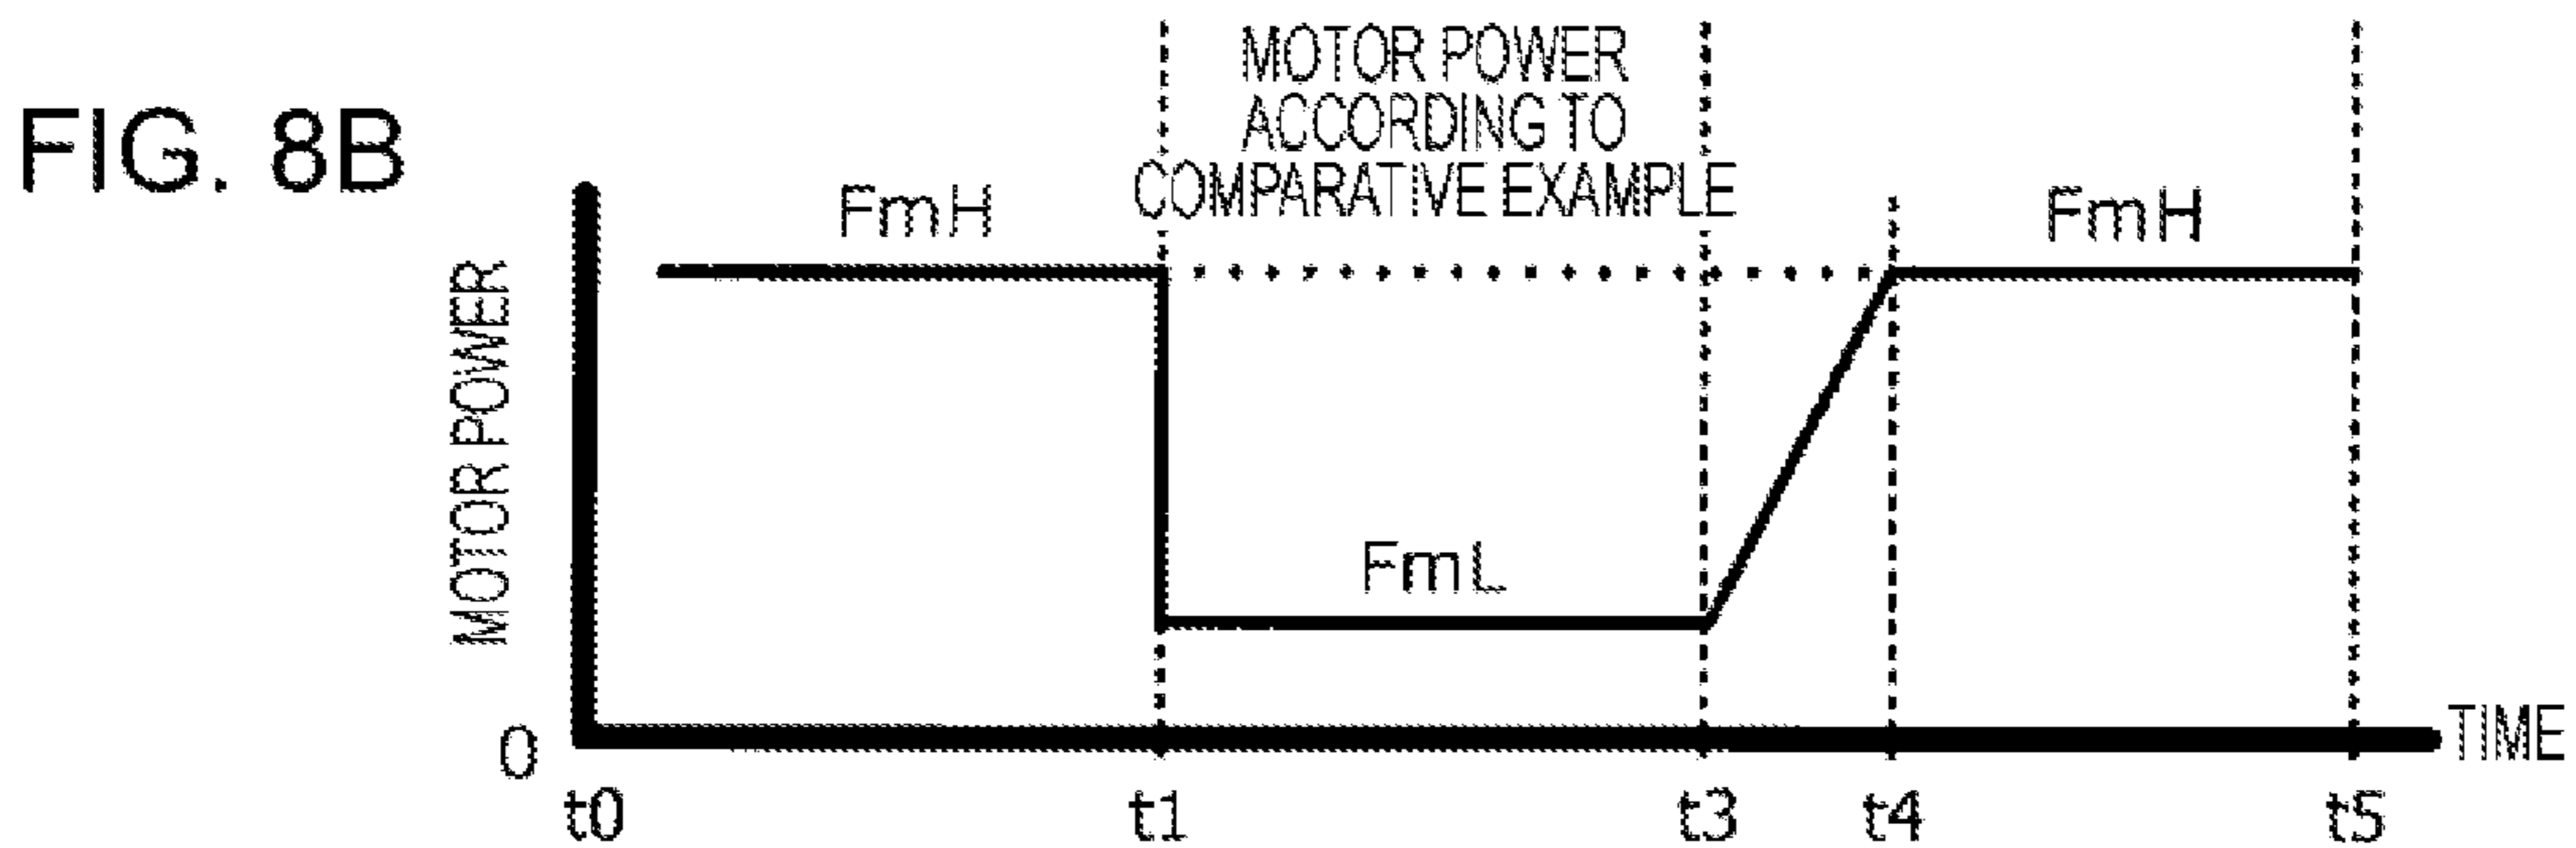 FIG. 8B
MOTOR POWER
ACCORDING TO
COMPARATIVE EXAMPLE
FmH
FmH
MOTOR POWER
FmL
0
TIME
t0
t1
t3
t4
t5